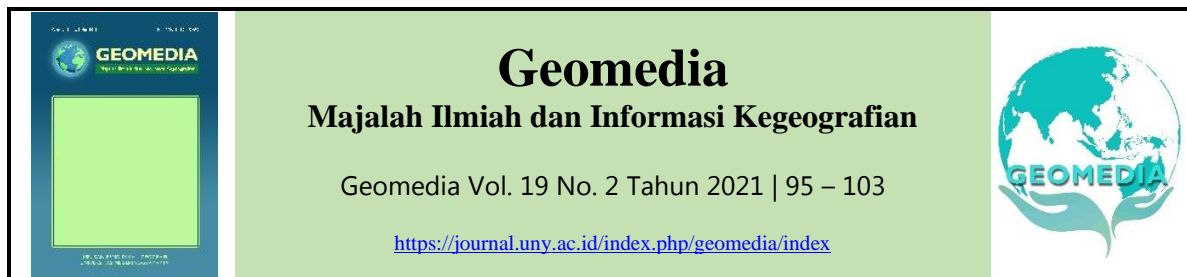 GEOMEDIA
Geomedia
Majalah Ilmiah dan Informasi Kegeografian
Geomedia Vol. 19 No. 2 Tahun 2021 | 95 – 103
https://journal.uny.ac.id/index.php/geomedia/index
GEOMEDIA